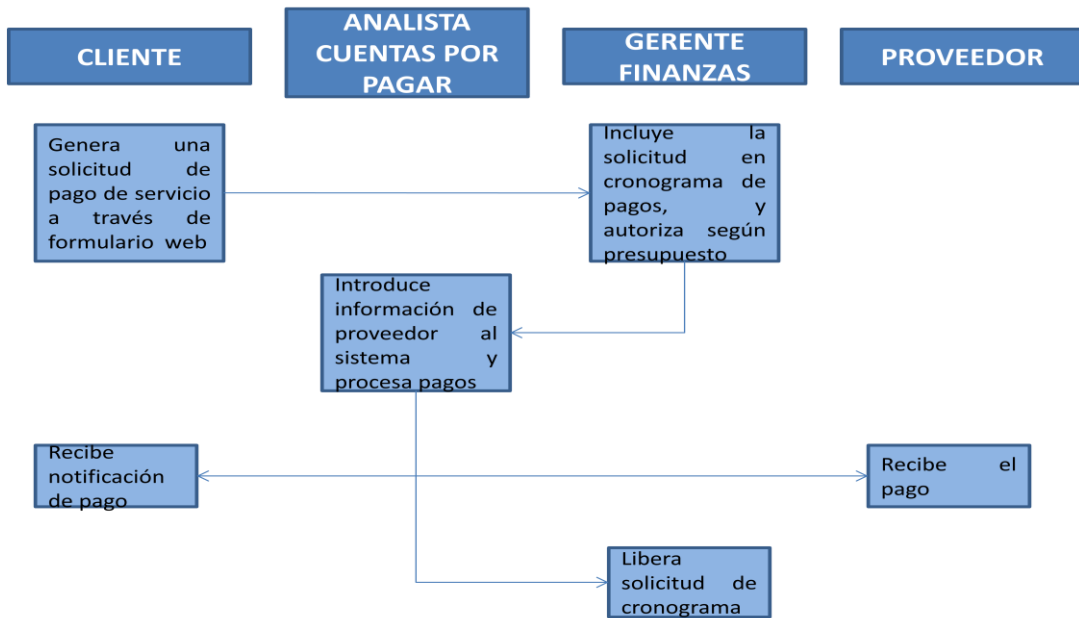 CLIENTE
ANALISTA
CUENTAS POR
PAGAR
GERENTE
FINANZAS
PROVEEDOR
Genera una
solicitud de
pago de servicio
a través de
formulario web
Incluye la
solicitud en
cronograma de
pagos, y
autoriza según
presupuesto
Introduce
información de
proveedor al
sistema y
procesa pagos
Recibe
notificación
de pago
Recibe el
pago
Libera
solicitud de
cronograma